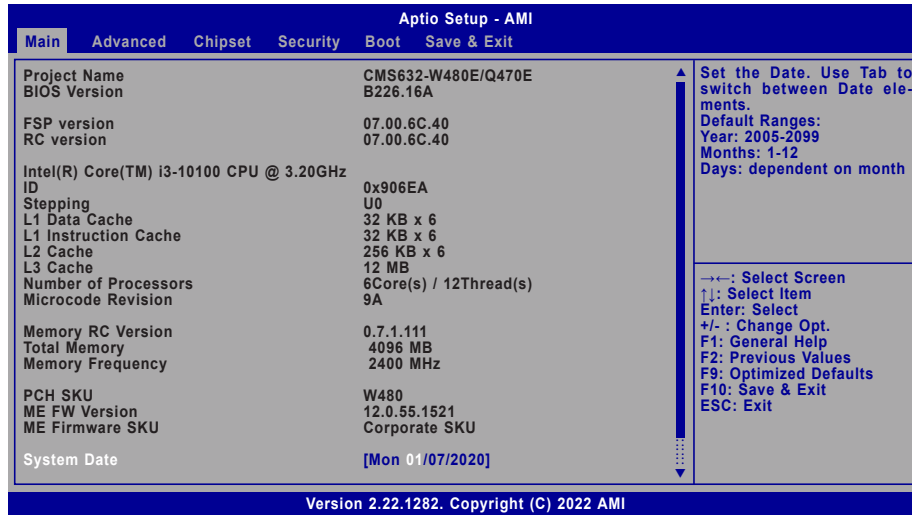 Aptio Setup - AMI
Main Advanced Chipset Security Boot Save & Exit
Project Name CMS632-W480E/Q470E
BIOS Version B226.16A
FSP version 07.00.6C.40
RC version 07.00.6C.40
Intel(R) Core(TM) i3-10100 CPU @ 3.20GHz
ID 0x906EA
Stepping U0
L1 Data Cache 32 KB x 6
L1 Instruction Cache 32 KB x 6
L2 Cache 256 KB x 6
L3 Cache 12 MB
Number of Processors 6Core(s) / 12Thread(s)
Microcode Revision 9A
Memory RC Version 0.7.1.111
Total Memory 4096 MB
Memory Frequency 2400 MHz
PCH SKU W480
ME FW Version 12.0.55.1521
ME Firmware SKU Corporate SKU
System Date [Mon 01/07/2020]
Set the Date. Use Tab to
switch between Date ele-
ments.
Default Ranges:
Year: 2005-2099
Months: 1-12
Days: dependent on month
→←: Select Screen
↑↓: Select Item
Enter: Select
+/- : Change Opt.
F1: General Help
F2: Previous Values
F9: Optimized Defaults
F10: Save & Exit
ESC: Exit
Version 2.22.1282. Copyright (C) 2022 AMI